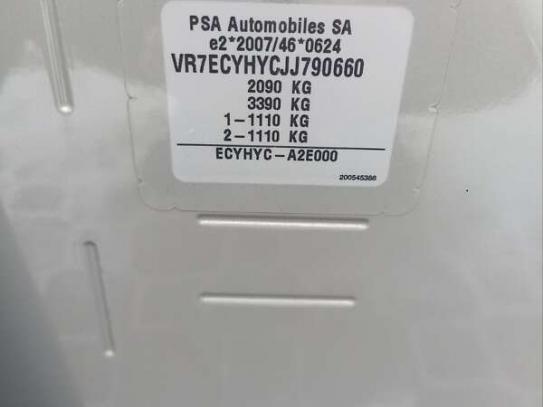 PSA Automobiles SA
e2*2007/46*0624
VR7ECYHYCJJ790660
2090 KG
3390 KG
1-1110 KG
2-1110 KG
ECYHYC-A2E000
200545388